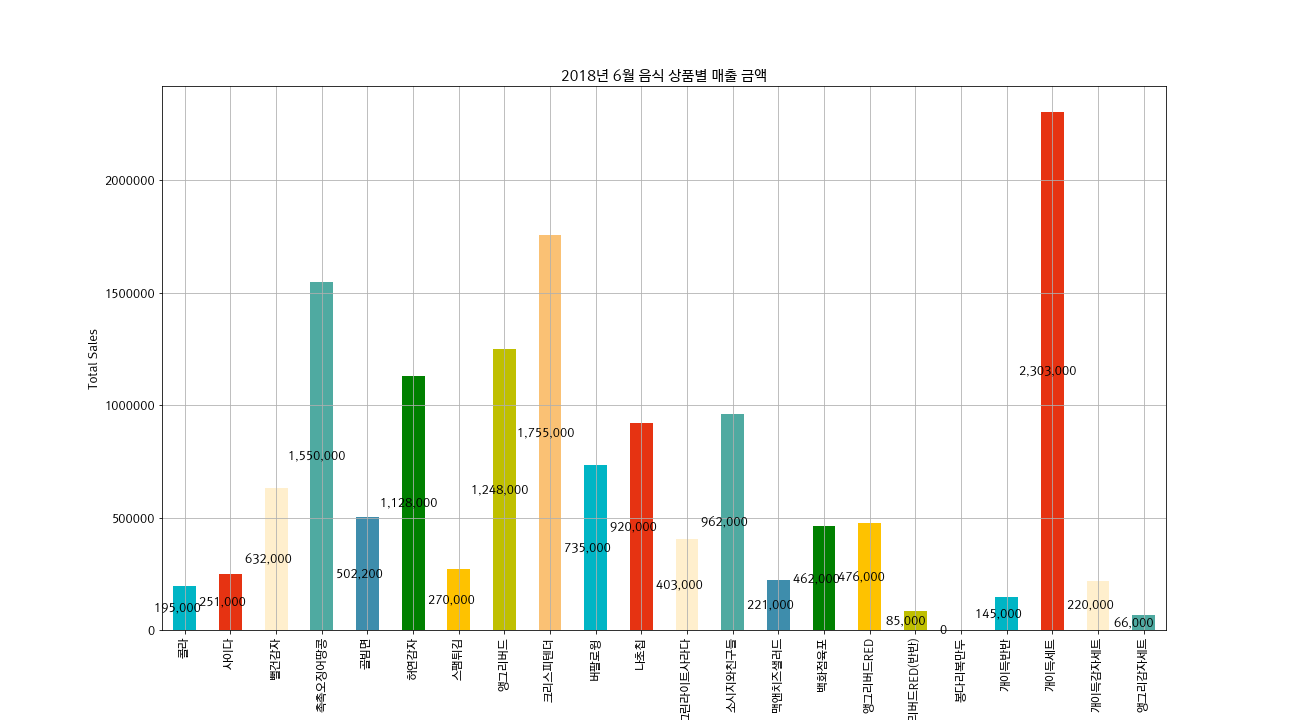 2018년 6월 음식 상품별 매출 금액
Total Sales
2000000
1500000
1000000
500000
0
195,000
251,000
632,000
1,550,000
502,200
1,128,000
270,000
1,248,000
1,755,000
735,000
920,000
403,000
962,000
221,000
462,000
476,000
85,000
0
145,000
2,303,000
220,000
66,000
콜라
사이다
빨건감자
촉촉오징어땅콩
골빔면
허연감자
스팸튀김
앵그리버드
크리스피텐더
버팔로윙
나초칩
그린라이트사라다
소시지와친구들
맥앤치즈샐러드
백화점육포
앵그리버드RED
리버드RED(반반)
봉다리복만두
개이득반반
개이득세트
개이득감자세트
앵그리감자세트